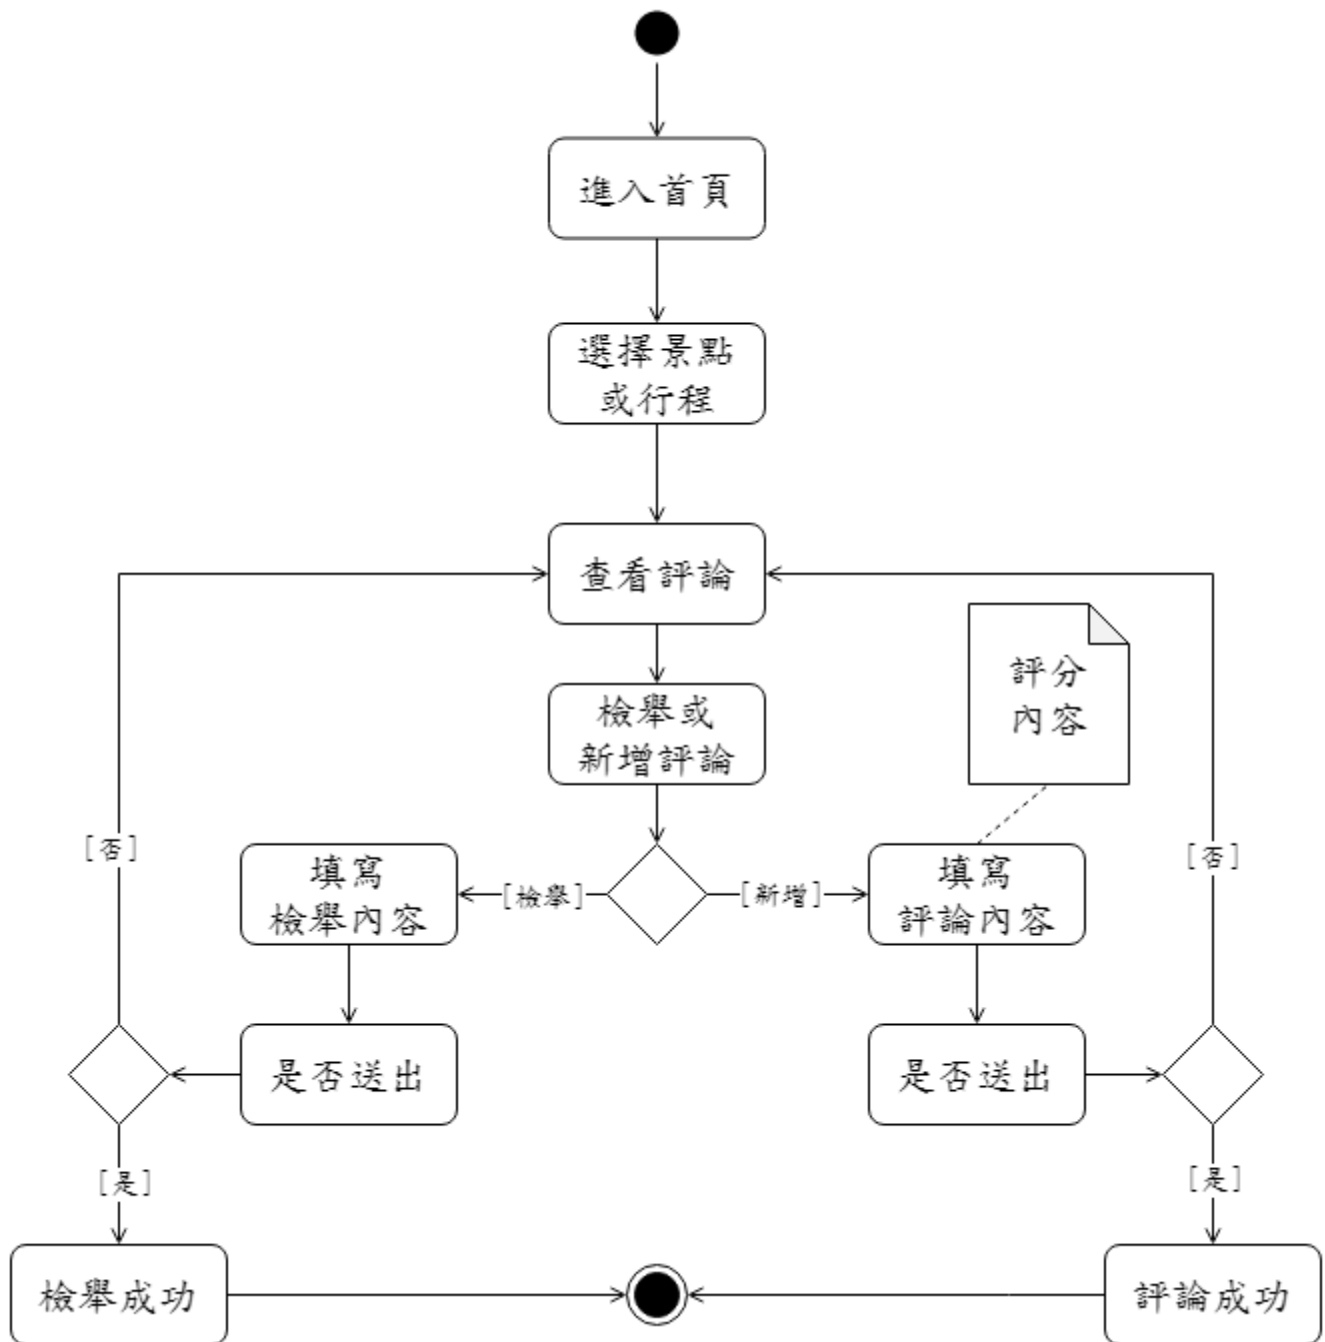 進入首頁
選擇景點
或行程
查看評論
評分
內容
檢舉或
新增評論
[否]
[否]
填寫
檢舉內容
[檢舉]
[新增]
填寫
評論內容
是否送出
是否送出
[是]
[是]
檢舉成功
評論成功